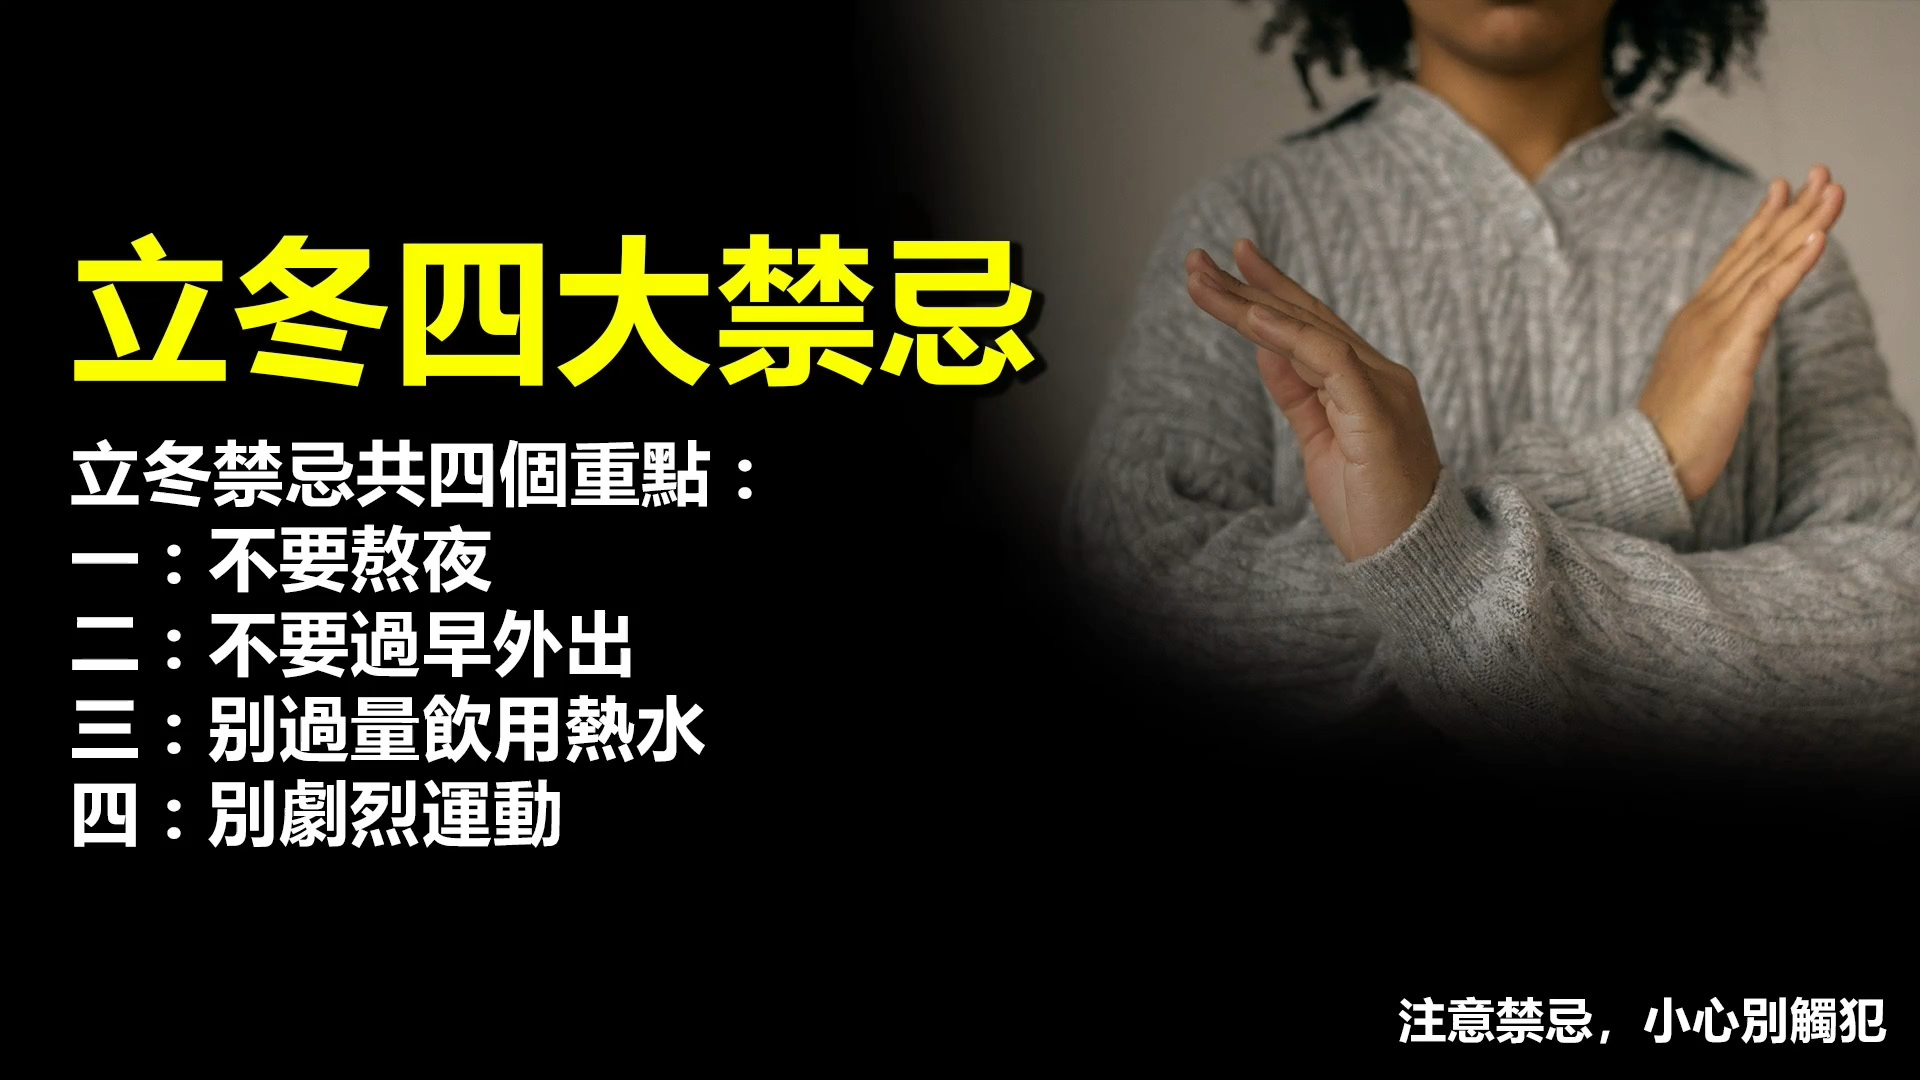 立冬四大禁忌
立冬禁忌共四個重點：
一：不要熬夜
二：不要過早外出
三：别過量飲用熱水
四：別劇烈運動
注意禁忌，小心別觸犯